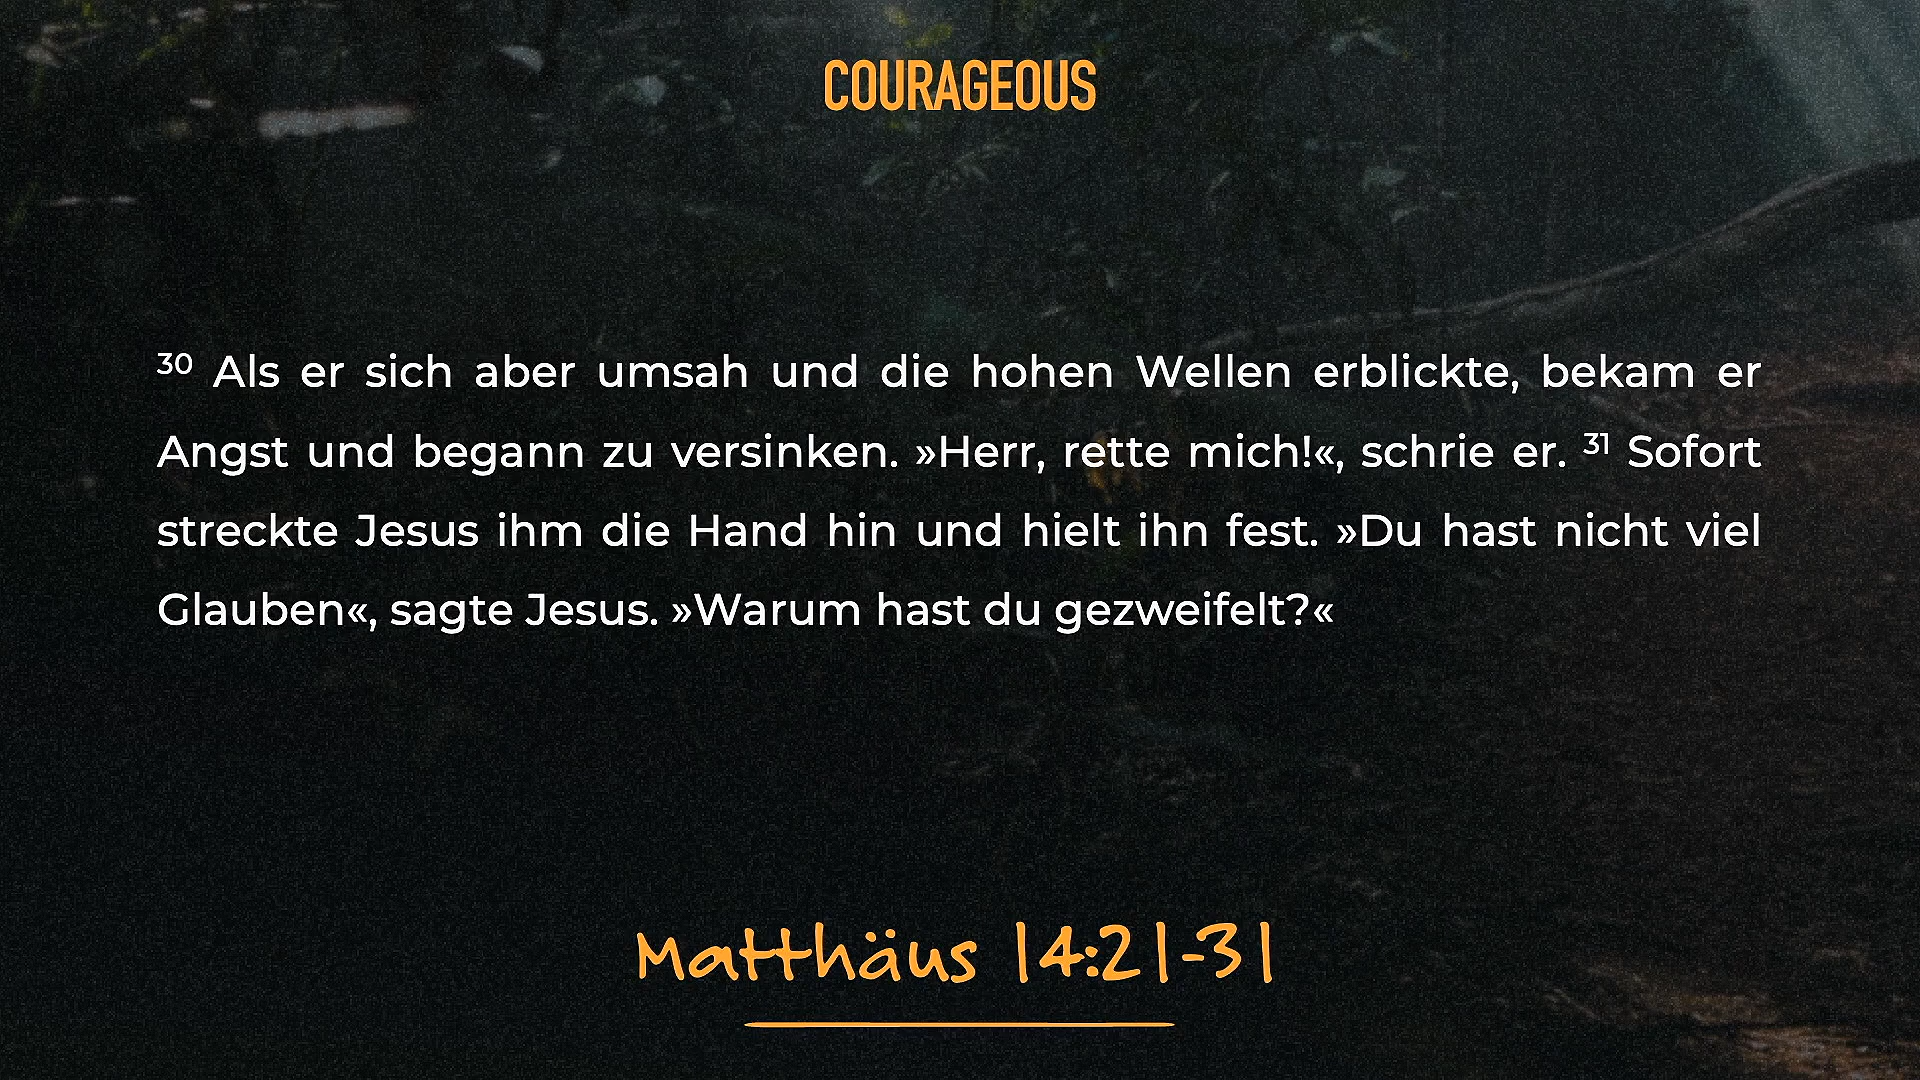 COURAGEOUS
³⁰ Als er sich aber umsah und die hohen Wellen erblickte, bekam er
Angst und begann zu versinken. »Herr, rette mich!«, schrie er. ³¹ Sofort
streckte Jesus ihm die Hand hin und hielt ihn fest. »Du hast nicht viel
Glauben«, sagte Jesus. »Warum hast du gezweifelt?«
Matthäus 14:21-31